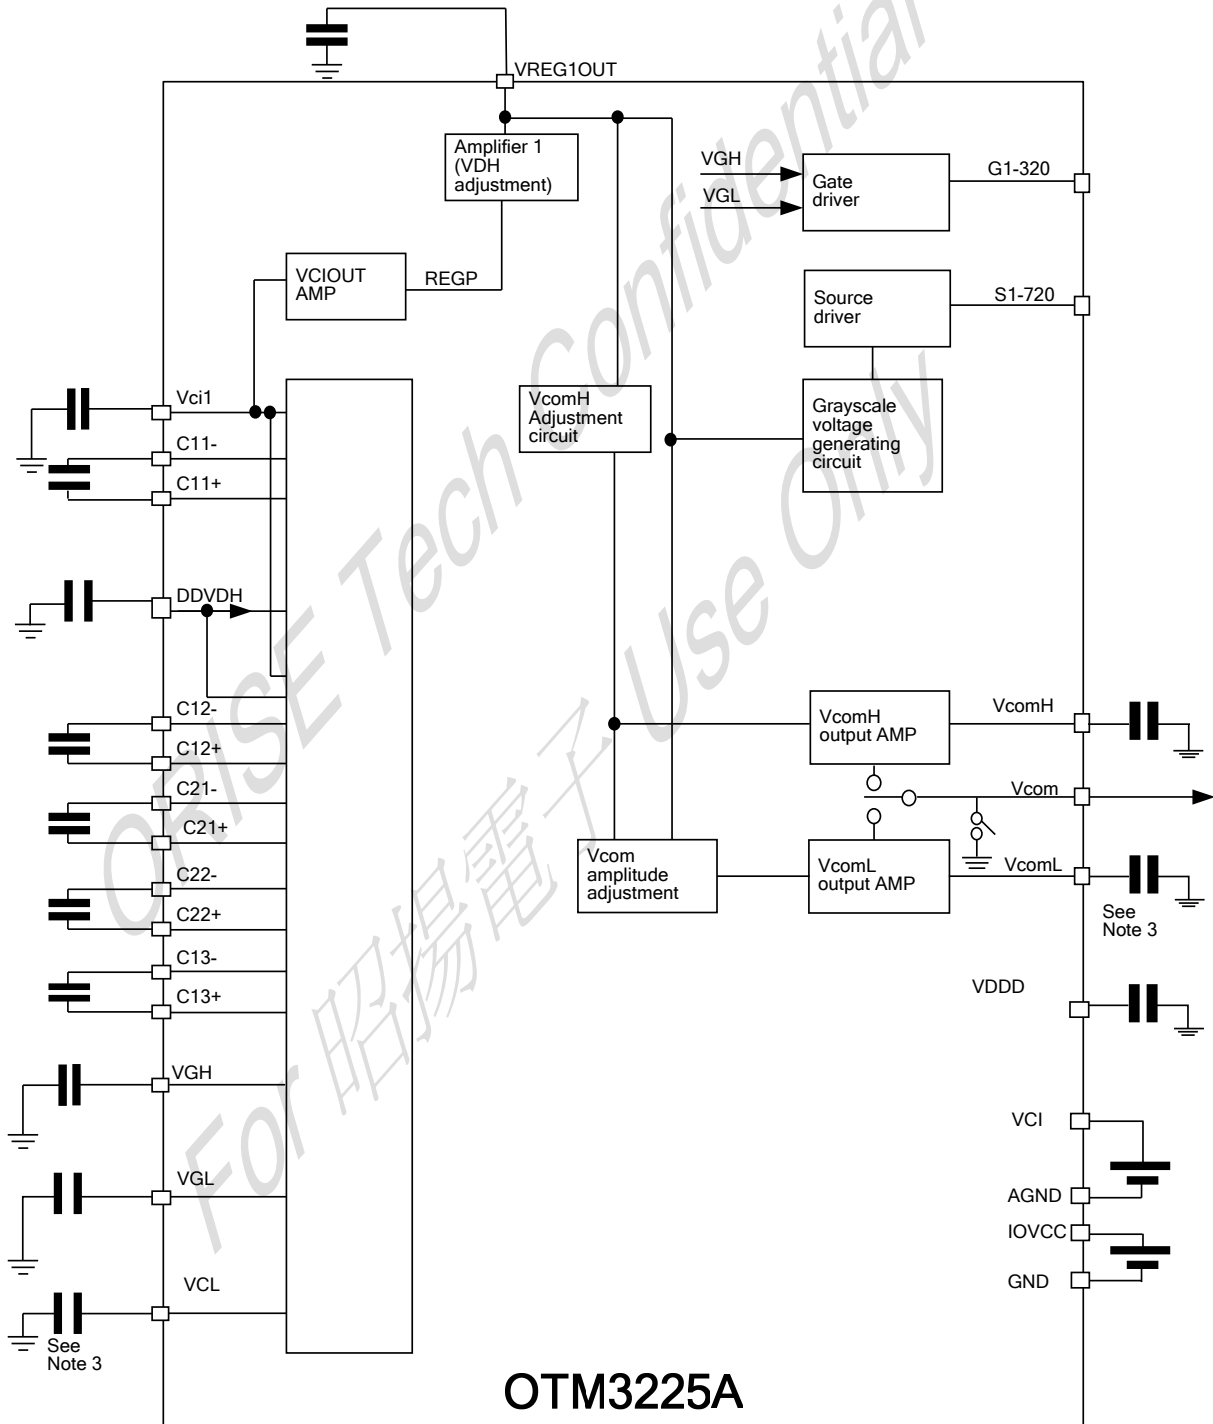 VREG1OUT
Amplifier 1
(VDH
adjustment)
VGH
VGL
Gate
driver
G1-320
VCIOUT
AMP
REGP
Source
driver
S1-720
Vci1
C11-
C11+
VcomH
Adjustment
circuit
Grayscale
voltage
generating
circuit
DDVDH
C12-
C12+
C21-
C21+
C22-
C22+
C13-
C13+
VcomH
output AMP
VcomH
Vcom
Vcom
amplitude
adjustment
VcomL
output AMP
VcomL
See
Note 3
VDDD
VGH
VGL
VCL
See
Note 3
VCI
AGND
IOVCC
GND
OTM3225A
ORISE Tech Confidential
For 昭揚電子 Use Only